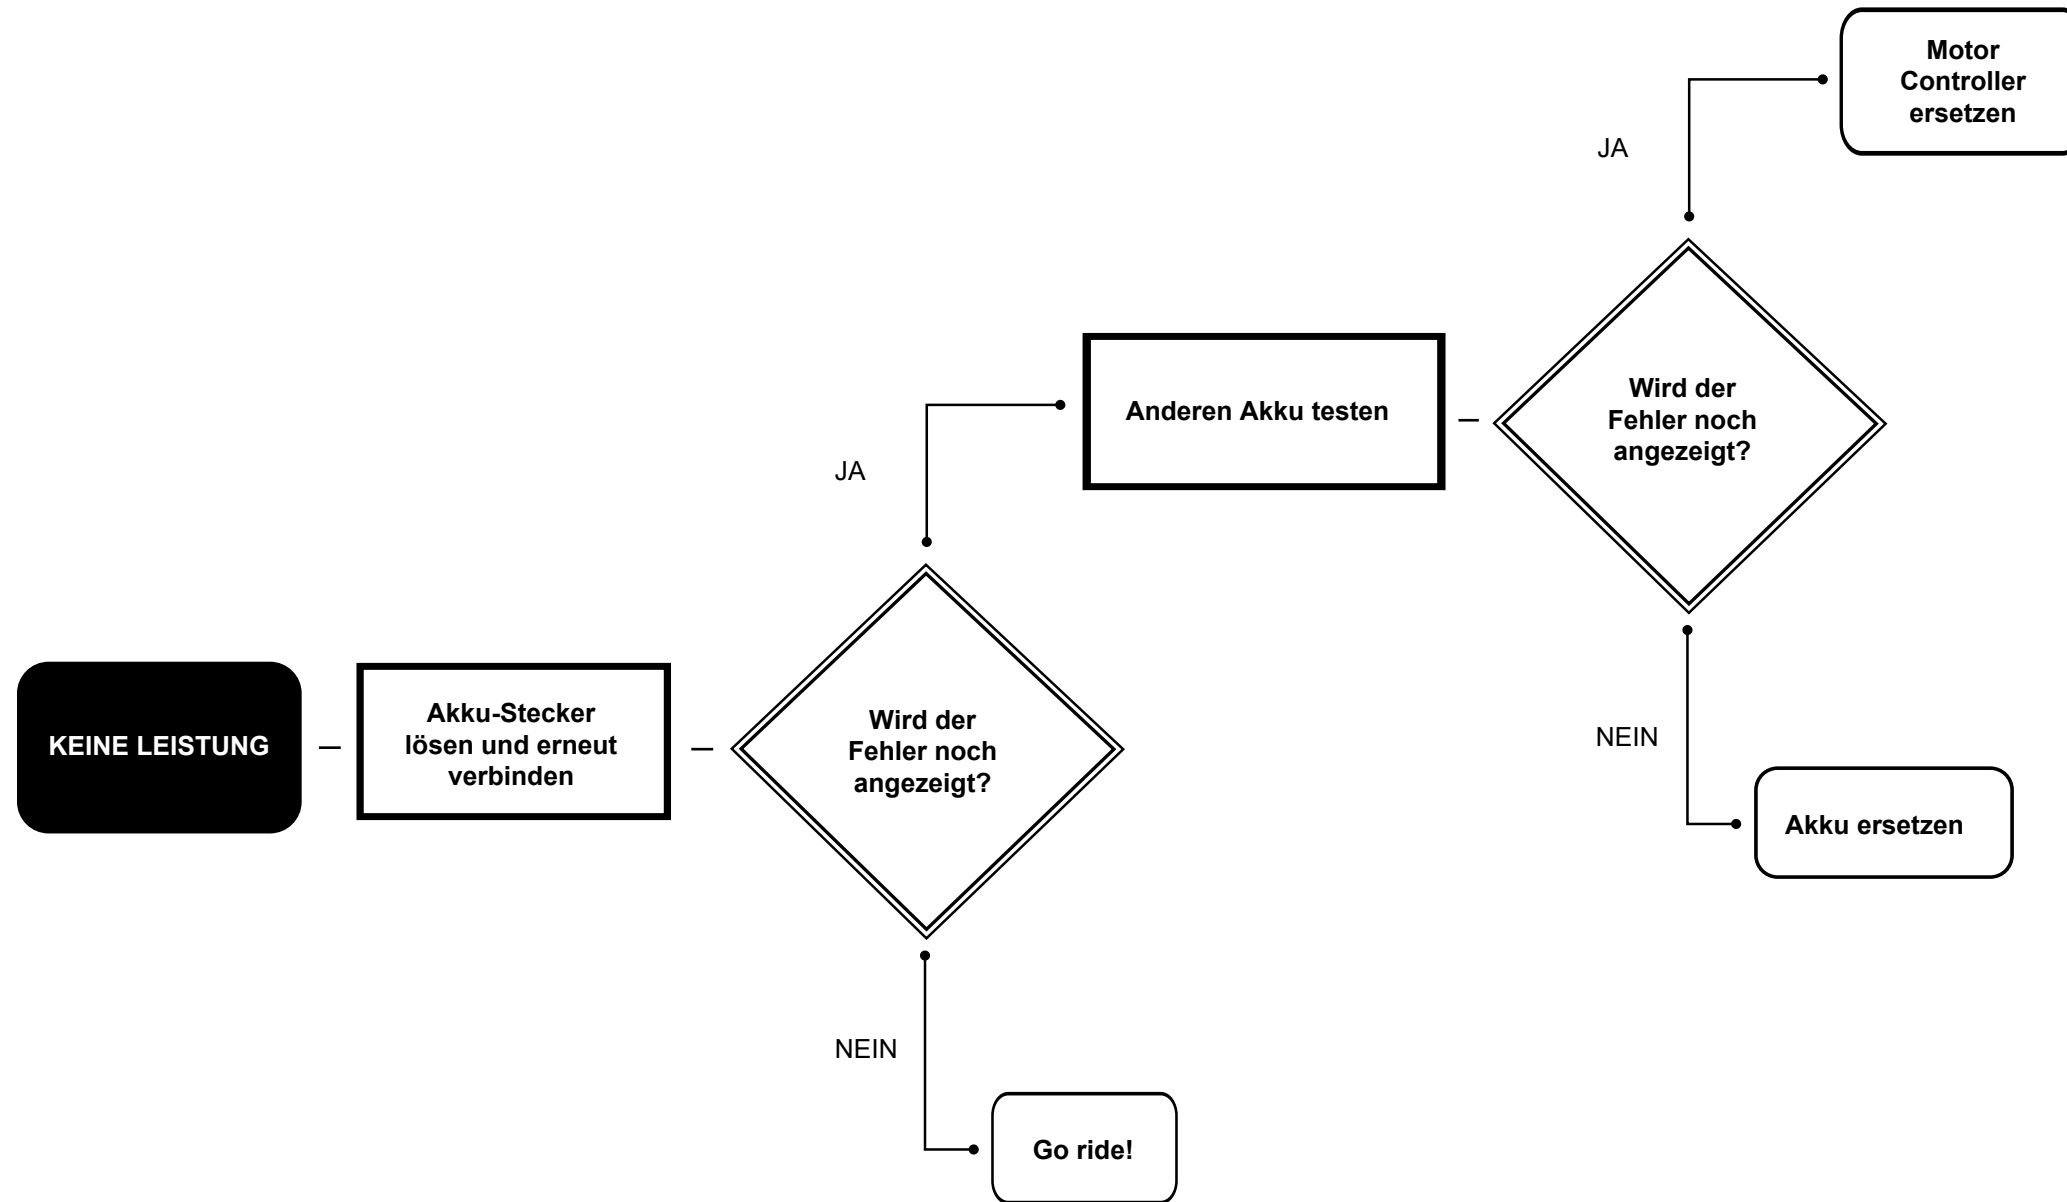 KEINE LEISTUNG
Akku-Stecker
lösen und erneut
verbinden
Wird der
Fehler noch
angezeigt?
JA
Anderen Akku testen
Wird der
Fehler noch
angezeigt?
JA
Motor
Controller
ersetzen
NEIN
Akku ersetzen
NEIN
Go ride!